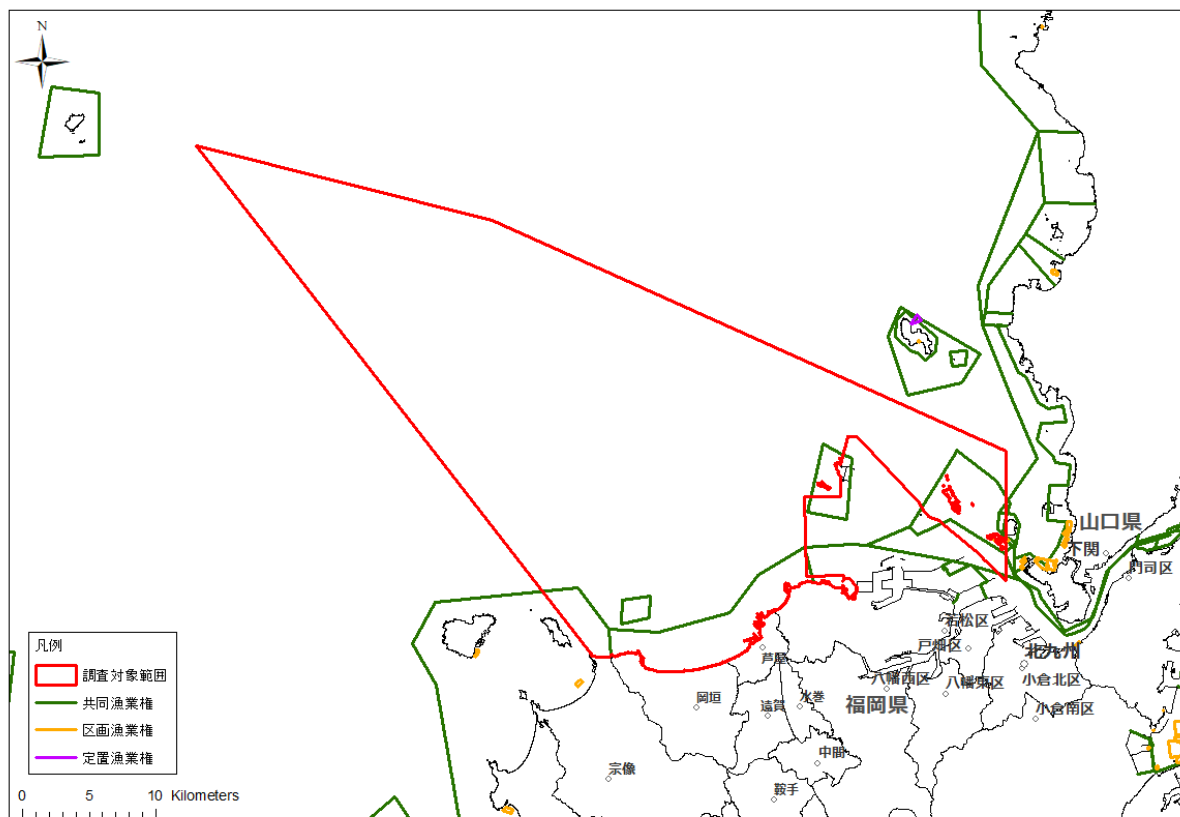 N
山口県
下関
門司区
若松区
戸畑区
北九州
芦屋
八幡西区
八幡東区
小倉北区
岡垣
遠賀
水巻
福岡県
小倉南区
中間
宗像
鞍手
凡例
調査対象範囲
共同漁業権
区画漁業権
定置漁業権
0 5 10 Kilometers